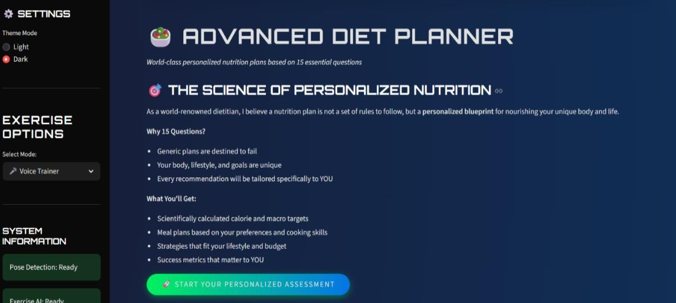 SETTINGS
Theme Mode
Light
Dark
EXERCISE
OPTIONS
Select Mode:
Voice Trainer
SYSTEM
INFORMATION
Pose Detection: Ready
Exercise AI: Ready
ADVANCED DIET PLANNER
World-class personalized nutrition plans based on 15 essential questions
THE SCIENCE OF PERSONALIZED NUTRITION
As a world-renowned dietitian, I believe a nutrition plan is not a set of rules to follow, but a personalized blueprint for nourishing your unique body and life.
Why 15 Questions?
Generic plans are destined to fail
Your body, lifestyle, and goals are unique
Every recommendation will be tailored specifically to YOU
What You'll Get:
Scientifically calculated calorie and macro targets
Meal plans based on your preferences and cooking skills
Strategies that fit your lifestyle and budget
Success metrics that matter to YOU
START YOUR PERSONALIZED ASSESSMENT